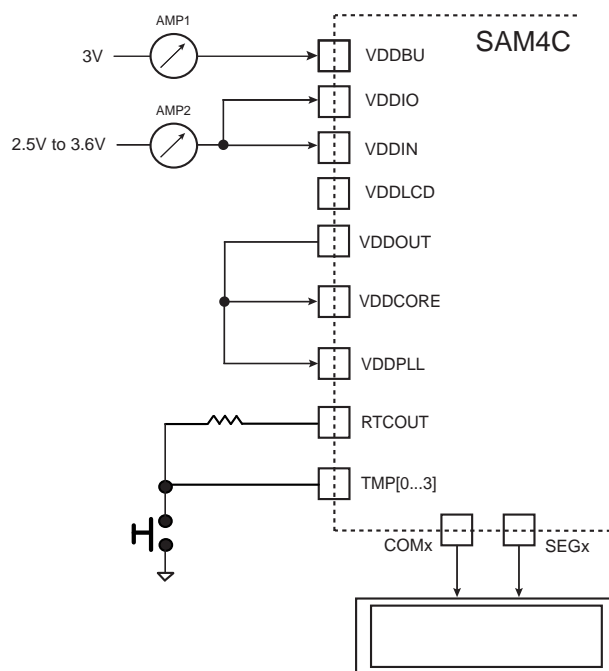 AMP1
SAM4C
3V
VDDBU
VDDIO
AMP2
2.5V to 3.6V
VDDIN
VDDLCD
VDDOUT
VDDCORE
VDDPLL
RTCOUT
TMP[0...3]
COMx
SEGx